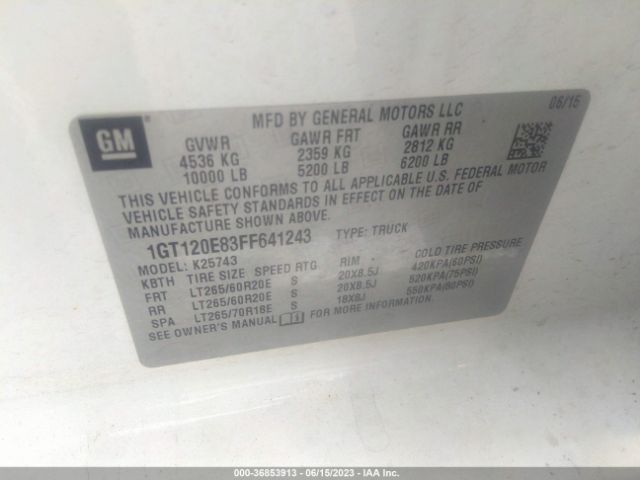 GM
MFD BY GENERAL MOTORS LLC
06/15
GVWR GAWR FRT GAWR RR
4536 KG 2359 KG 2812 KG
10000 LB 5200 LB 6200 LB
THIS VEHICLE CONFORMS TO ALL APPLICABLE U.S. FEDERAL MOTOR
VEHICLE SAFETY STANDARDS IN EFFECT ON THE DATE OF
MANUFACTURE SHOWN ABOVE.
1GT120E83FF641243 TYPE: TRUCK
MODEL: K25743
KBTH TIRE SIZE SPEED RTG RIM COLD TIRE PRESSURE
FRT LT265/60R20E S 20X8.5J 420KPA(60PSI)
RR LT265/60R20E S 20X8.5J 520KPA(75PSI)
SPA LT265/70R18E S 18X8J 550KPA(80PSI)
SEE OWNER'S MANUAL FOR MORE INFORMATION.
000-36853913 - 06/15/2023 - IAA Inc.